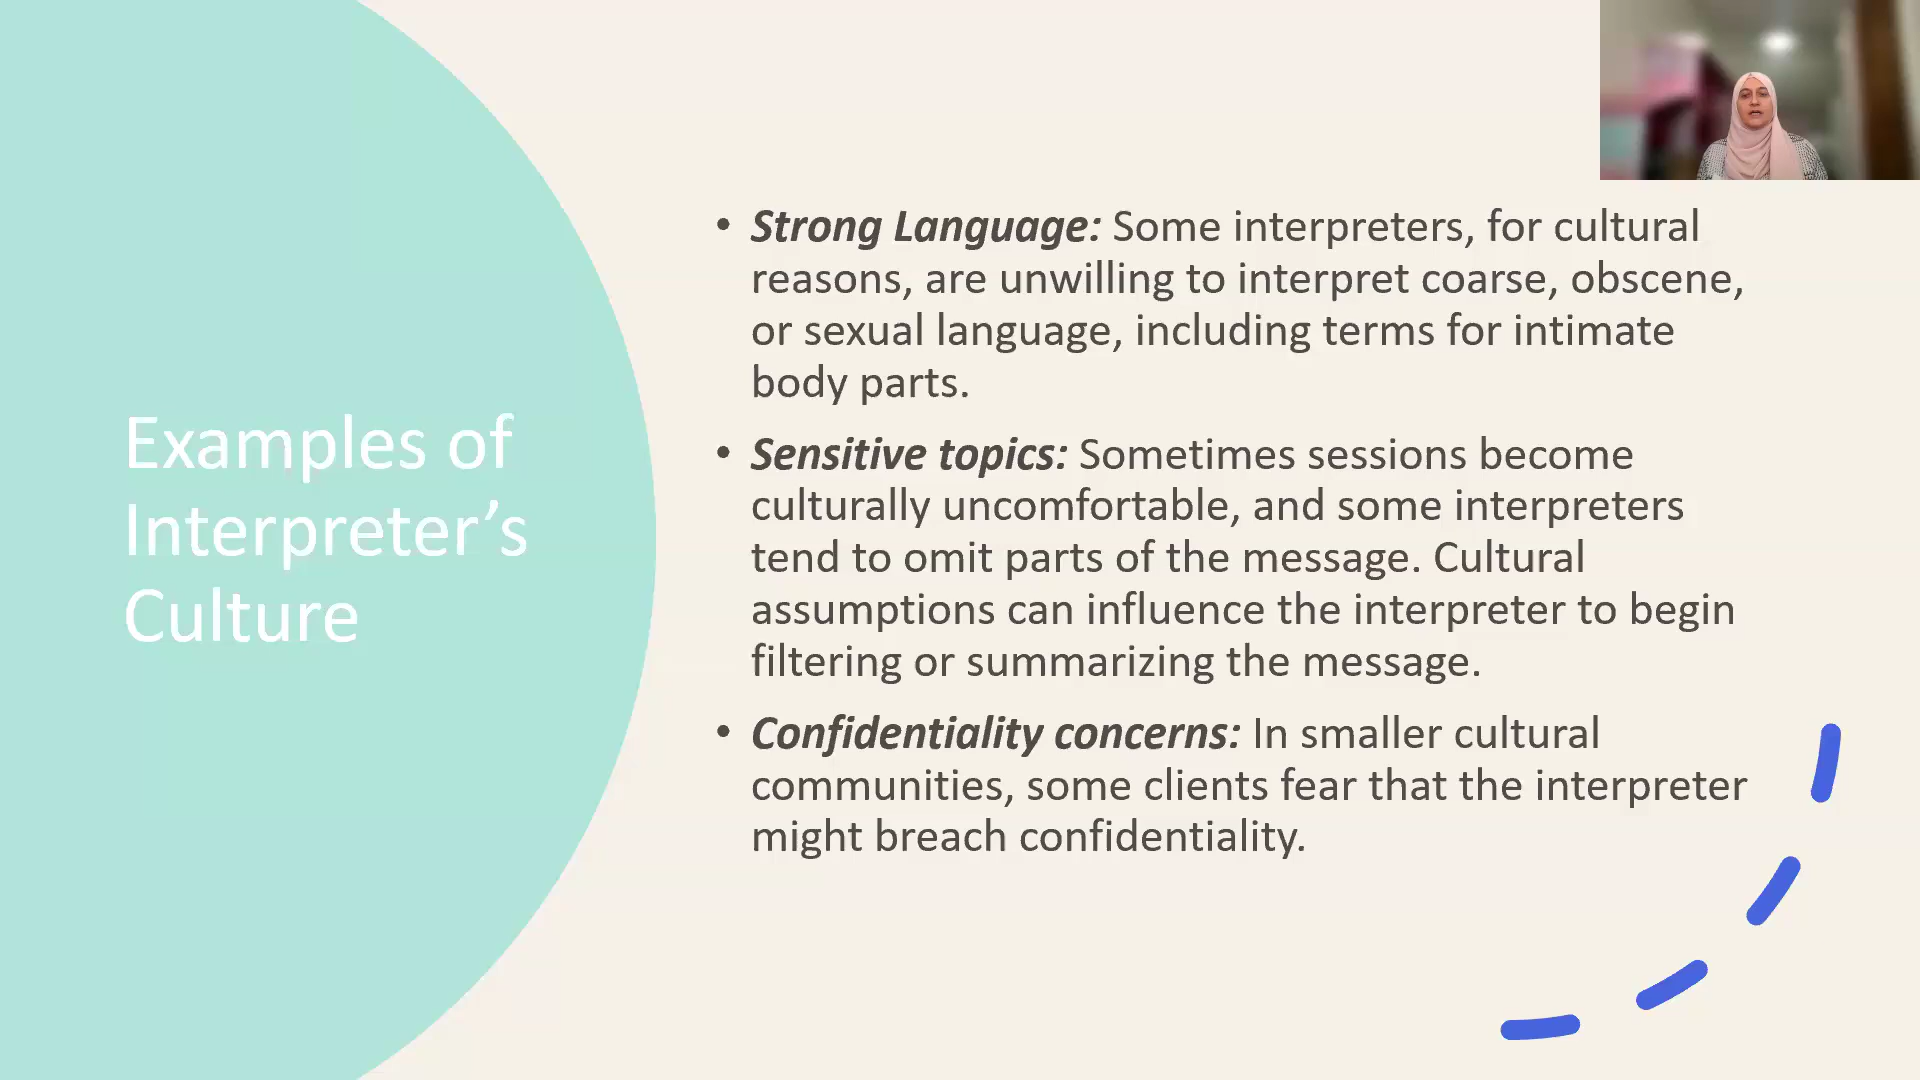 Examples of
Interpreter’s
Culture
• Strong Language: Some interpreters, for cultural
reasons, are unwilling to interpret coarse, obscene,
or sexual language, including terms for intimate
body parts.
• Sensitive topics: Sometimes sessions become
culturally uncomfortable, and some interpreters
tend to omit parts of the message. Cultural
assumptions can influence the interpreter to begin
filtering or summarizing the message.
• Confidentiality concerns: In smaller cultural
communities, some clients fear that the interpreter
might breach confidentiality.